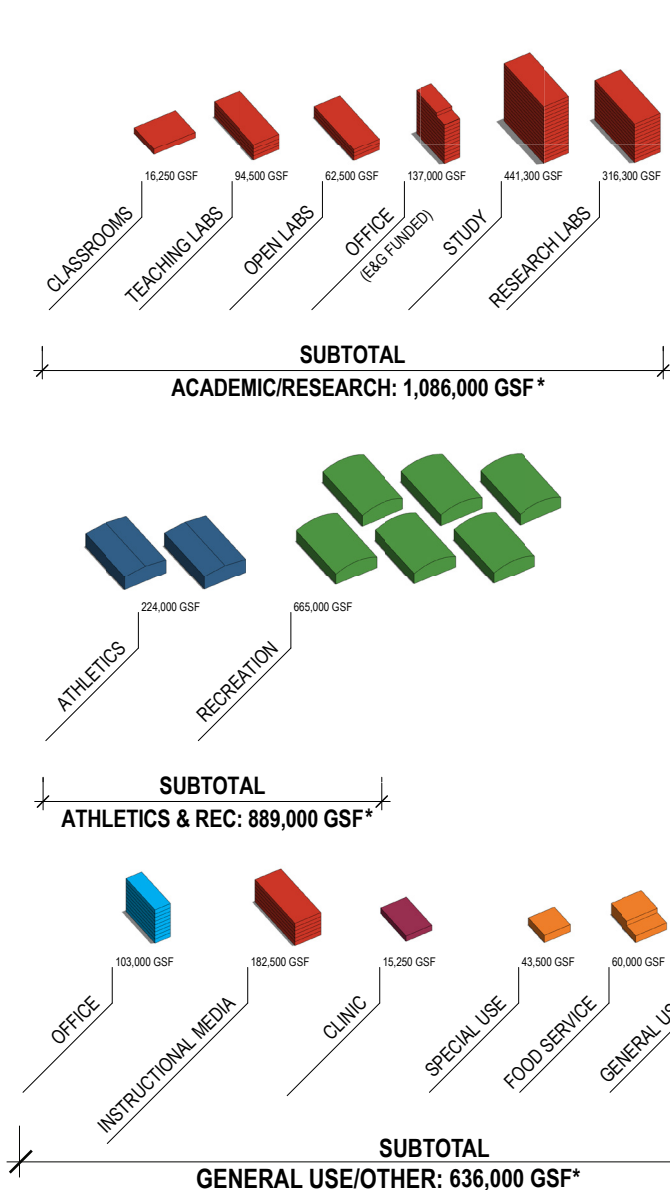 16,250 GSF
94,500 GSF
62,500 GSF
137,000 GSF
441,300 GSF
316,300 GSF
CLASSROOMS
TEACHING LABS
OPEN LABS
OFFICE
(E&G FUNDED)
STUDY
RESEARCH LABS
SUBTOTAL
ACADEMIC/RESEARCH: 1,086,000 GSF*
224,000 GSF
665,000 GSF
ATHLETICS
RECREATION
SUBTOTAL
ATHLETICS & REC: 889,000 GSF*
103,000 GSF
182,500 GSF
15,250 GSF
43,500 GSF
60,000 GSF
OFFICE
INSTRUCTIONAL MEDIA
CLINIC
SPECIAL USE
FOOD SERVICE
GENERAL US
SUBTOTAL
GENERAL USE/OTHER: 636,000 GSF*